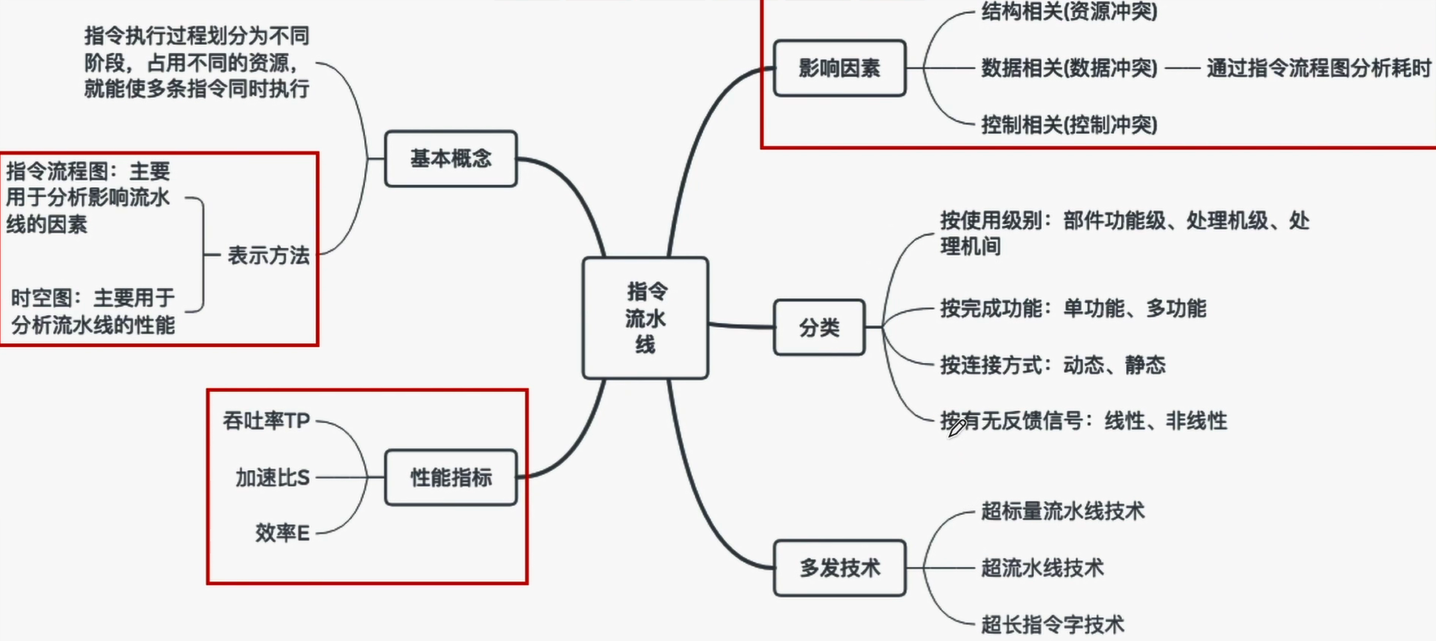 指令执行过程划分为不同
阶段，占用不同的资源，
就能使多条指令同时执行
基本概念
指令流程图：主要
用于分析影响流水
线的因素
表示方法
时空图：主要用于
分析流水线的性能
吞吐率TP
加速比S
效率E
性能指标
指令
流水
线
影响因素
结构相关(资源冲突)
数据相关(数据冲突)
通过指令流程图分析耗时
控制相关(控制冲突)
分类
按使用级别：部件功能级、处理机级、处
理机间
按完成功能：单功能、多功能
按连接方式：动态、静态
按有无反馈信号：线性、非线性
多发技术
超标量流水线技术
超流水线技术
超长指令字技术